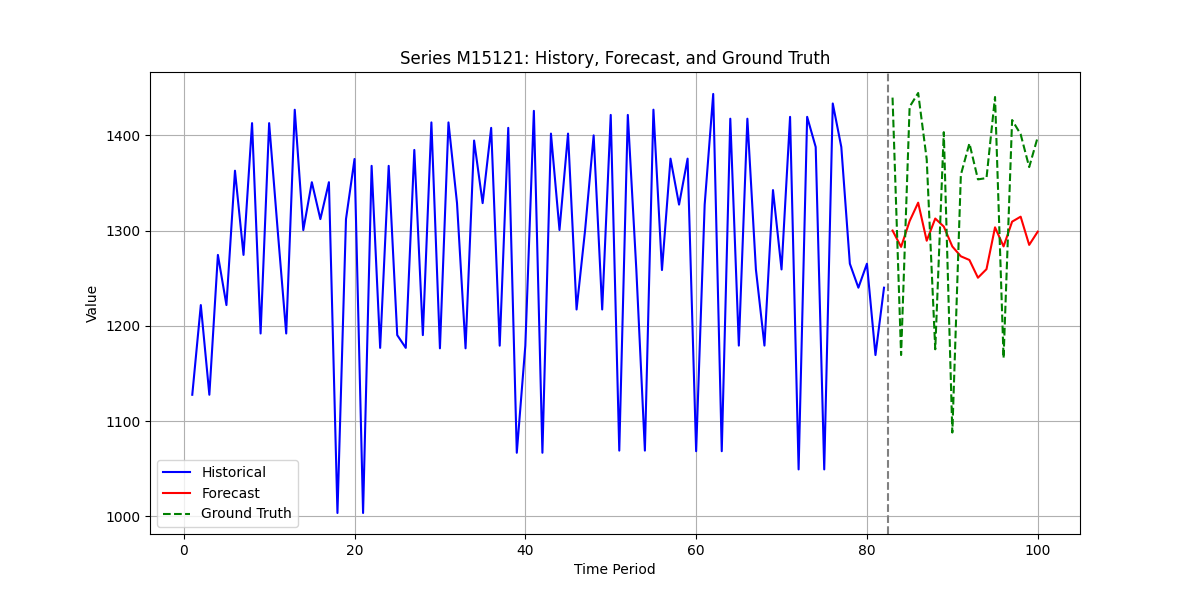 Series M15121: History, Forecast, and Ground Truth
Value
1400
1300
1200
1100
1000
Historical
Forecast
Ground Truth
0
20
40
60
80
100
Time Period